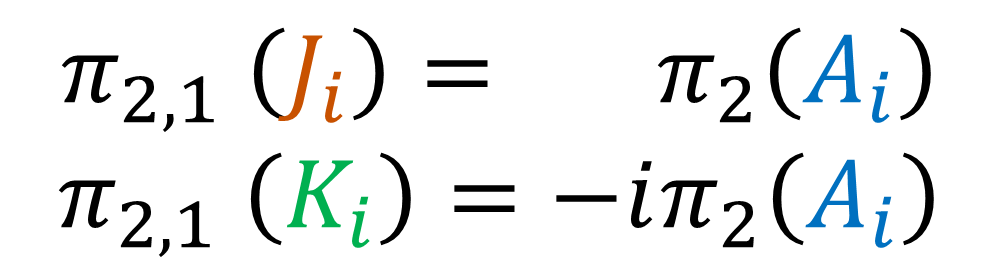 π₂,₁ (Jᵢ) = π₂(Aᵢ)
π₂,₁ (Kᵢ) = −iπ₂(Aᵢ)